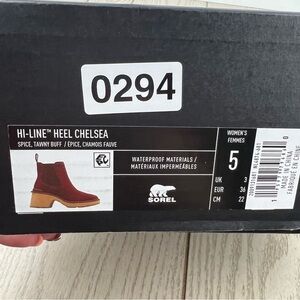 0294
HI-LINE™ HEEL CHELSEA
SPICE, TAWNY BUFF / ÉPICE, CHAMOIS FAUVE
WATERPROOF MATERIALS /
MATÉRIAUX IMPERMÉABLES
SOREL
WOMEN'S
FEMMES
5
UK 3
EUR 36
CM 22
MADE IN CHINA
FABRIQUÉ EN CHINE